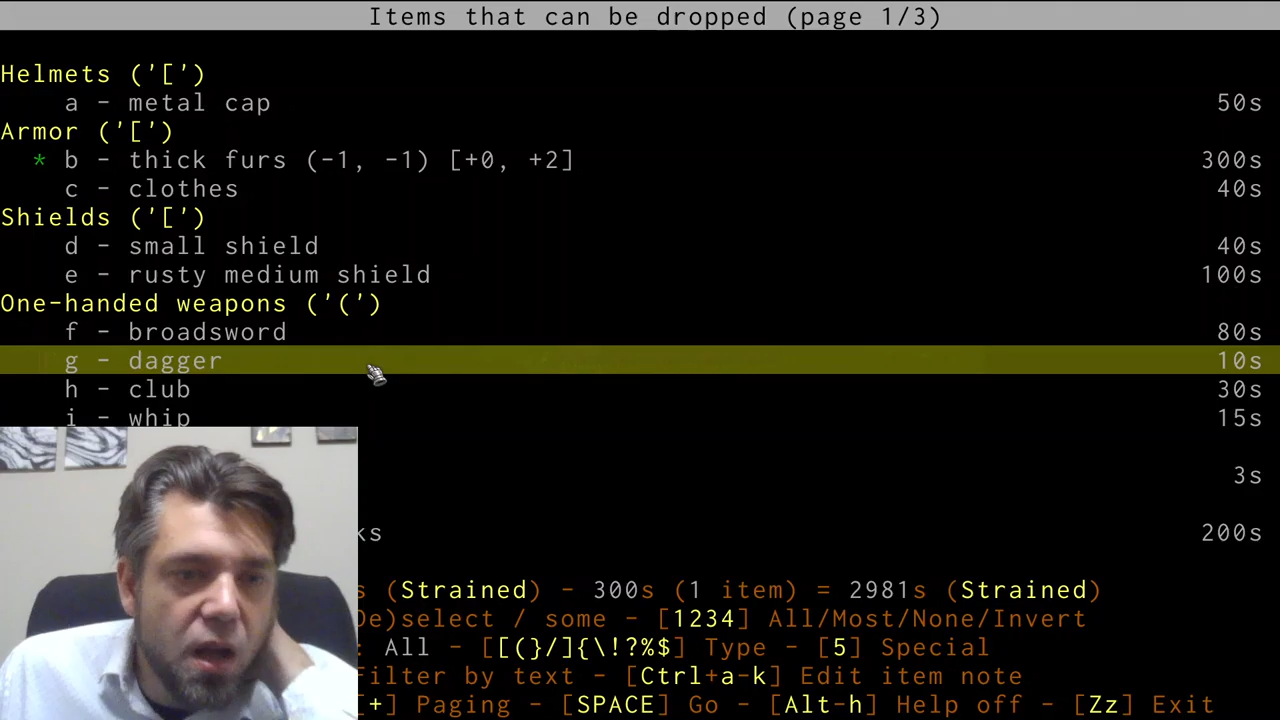 Items that can be dropped (page 1/3)
Helmets ('[')
a - metal cap 50s
Armor ('[')
* b - thick furs (-1, -1) [+0, +2] 300s
c - clothes 40s
Shields ('[')
d - small shield 40s
e - rusty medium shield 100s
One-handed weapons ('(')
f - broadsword 80s
g - dagger 10s
h - club 30s
i - whip 15s
3s
ks 200s
s (Strained) - 300s (1 item) = 2981s (Strained)
De)select / some - [1234] All/Most/None/Invert
: All - [[(}/]{\!?%$] Type - [5] Special
Filter by text - [Ctrl+a-k] Edit item note
[+] Paging - [SPACE] Go - [Alt-h] Help off - [Zz] Exit